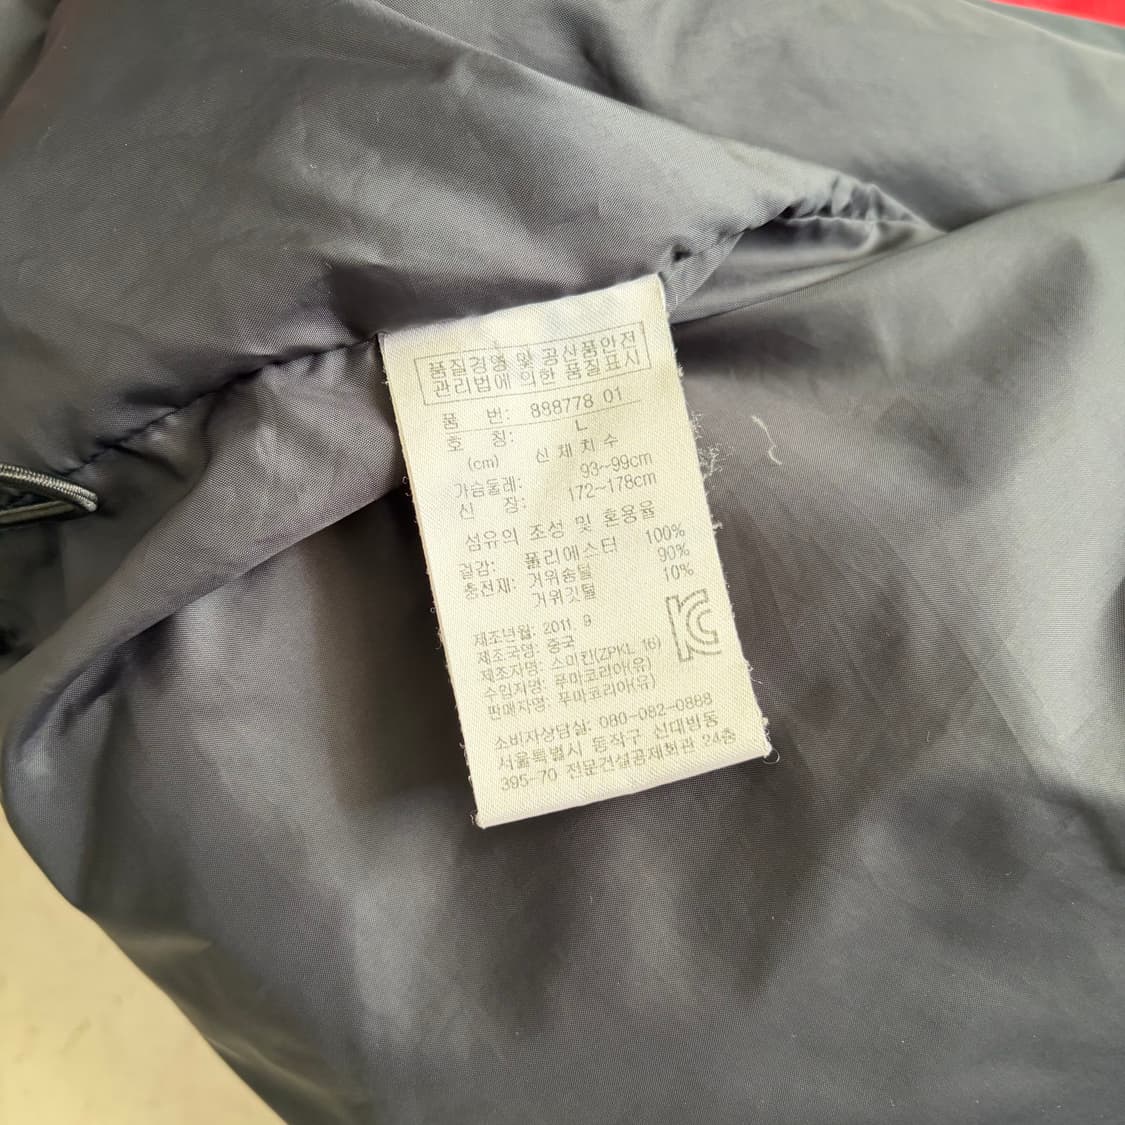 품질경영 및 공산품안전
관리법에 의한 품질표시
품 번: 888778 01
호 칭: L
(cm) 신체치수
가슴둘레: 93~99cm
신 장: 172~178cm
섬유의 조성 및 혼용율
겉감: 폴리에스터 100%
충전재: 거위솜털 90%
거위깃털 10%
제조년월: 2011. 9
제조국명: 중국
제조자명: 스미킨(ZPKL 16)
수입자명: 푸마코리아(유)
판매자명: 푸마코리아(유)
소비자상담실: 080-082-0888
서울특별시 동작구 신대방동
395-70 전문건설공제회관 24층
KC